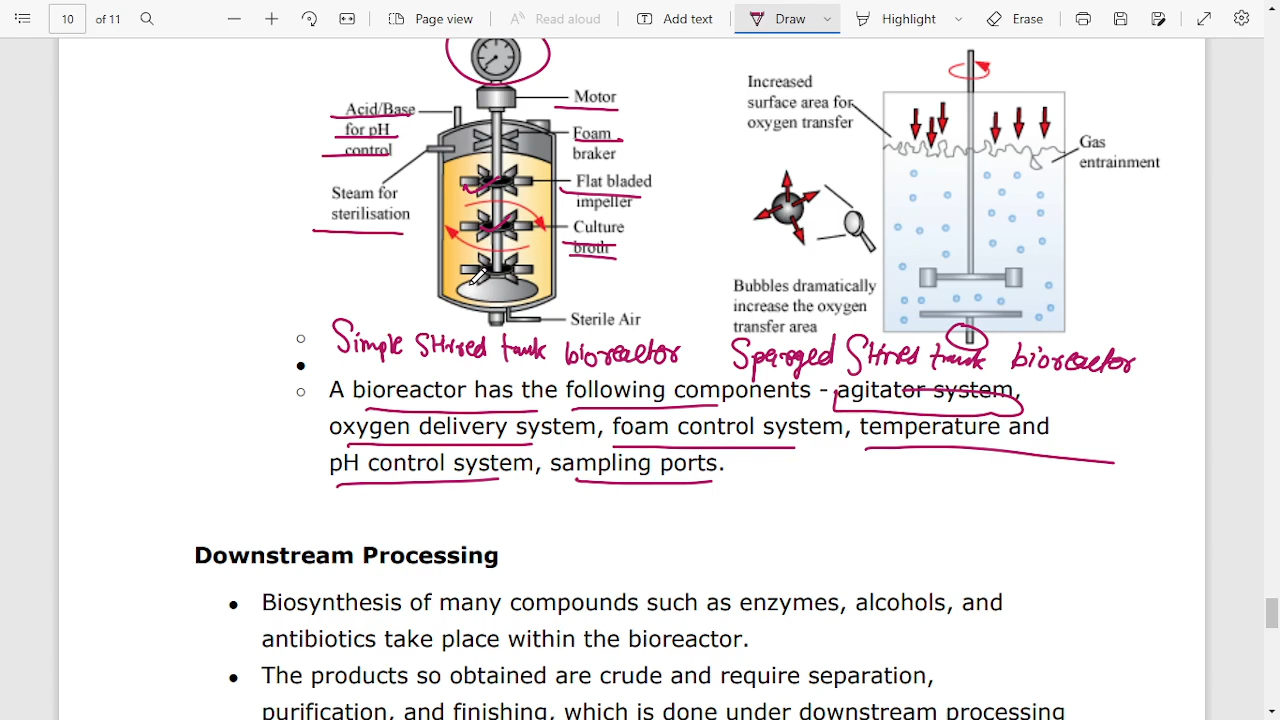 10 of 11
Page view
Read aloud
Add text
Draw
Highlight
Erase
Motor
Acid/Base
for pH
control
Foam
braker
Flat bladed
impeller
Steam for
sterilisation
Culture
broth
Sterile Air
Increased
surface area for
oxygen transfer
Gas
entrainment
Bubbles dramatically
increase the oxygen
transfer area
Simple Stirred tank bioreactor
Sparged Stirred tank bioreactor
A bioreactor has the following components - agitator system,
oxygen delivery system, foam control system, temperature and
pH control system, sampling ports.
Downstream Processing
Biosynthesis of many compounds such as enzymes, alcohols, and
antibiotics take place within the bioreactor.
The products so obtained are crude and require separation,
purification, and finishing, which is done under downstream processing